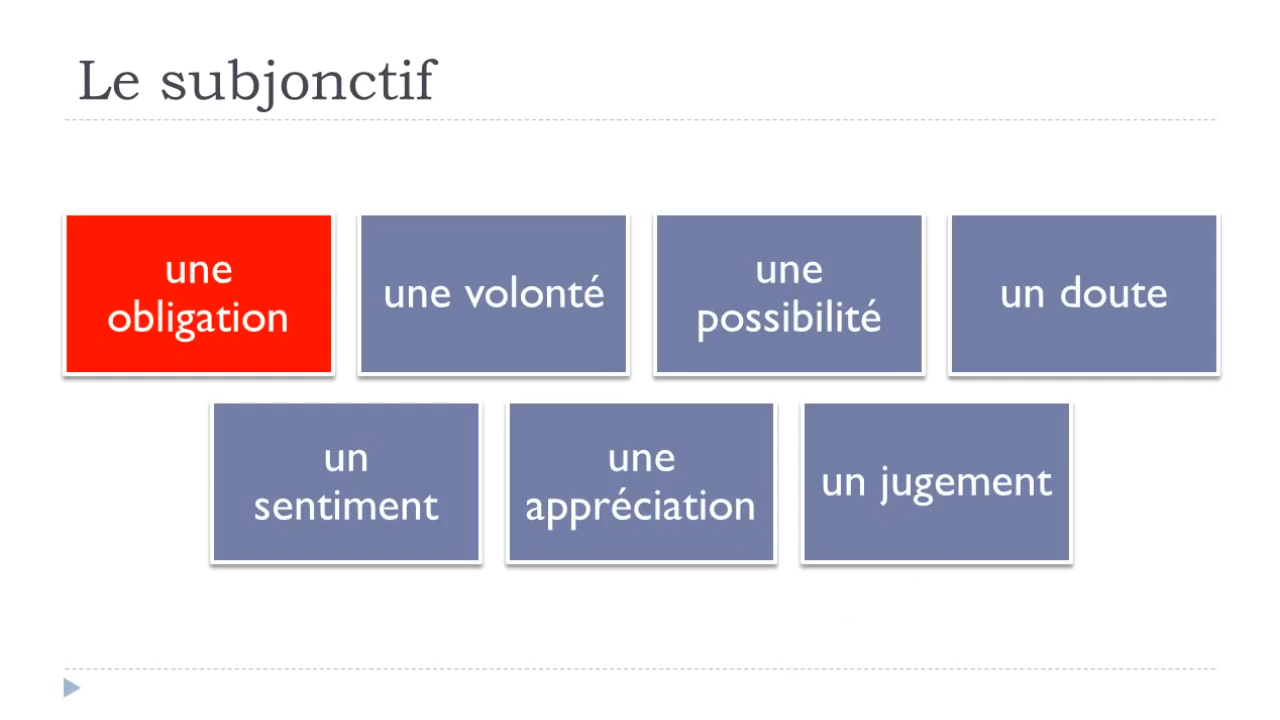 Le subjonctif
une
obligation
une volonté
une
possibilité
un doute
un
sentiment
une
appréciation
un jugement